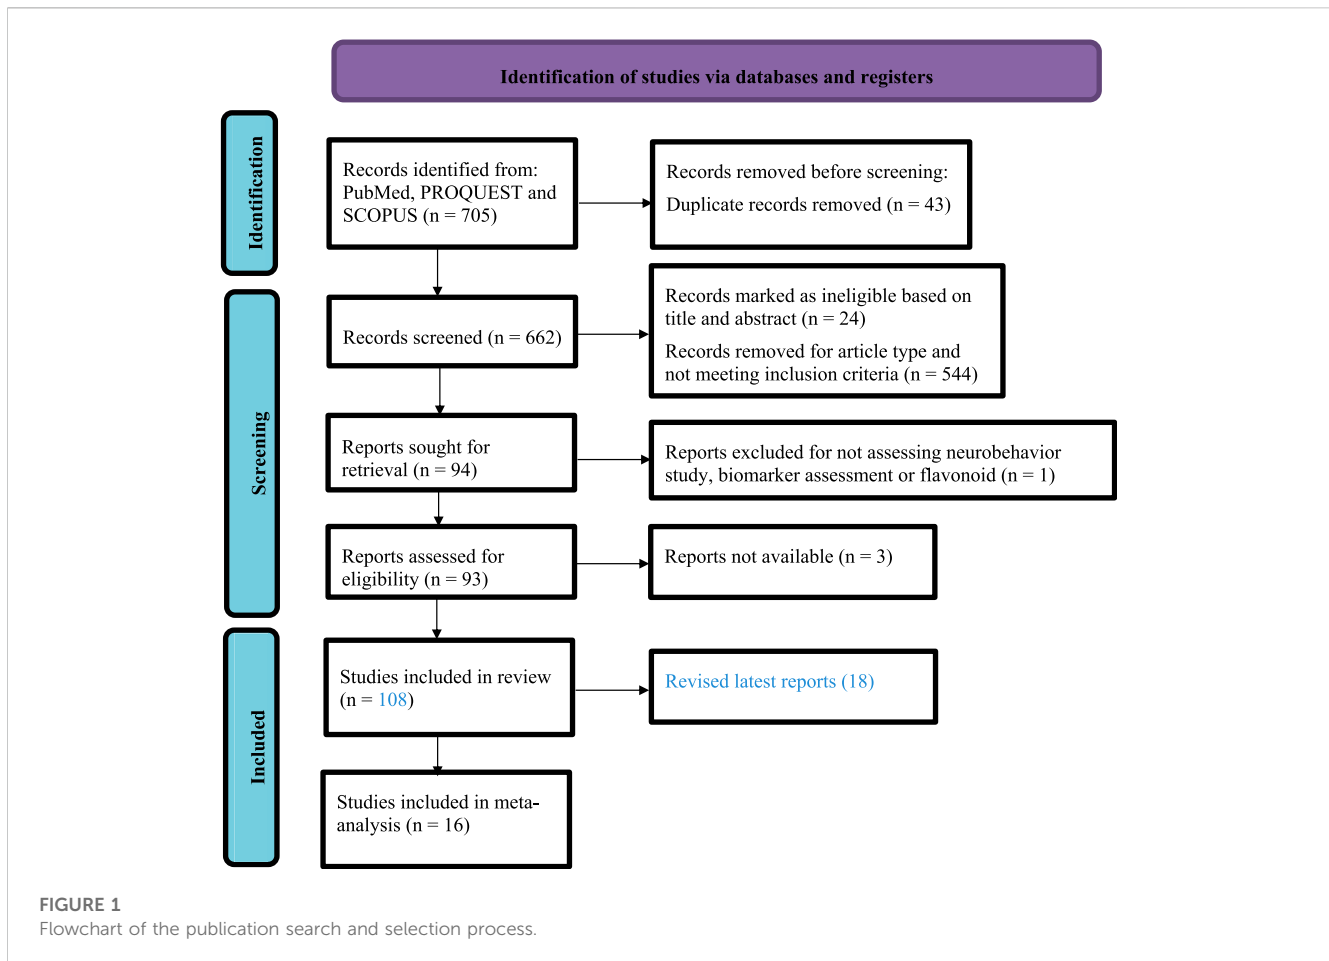 Identification of studies via databases and registers
Identification
Records identified from:
PubMed, PROQUEST and
SCOPUS (n = 705)
Records removed before screening:
Duplicate records removed (n = 43)
Screening
Records screened (n = 662)
Records marked as ineligible based on
title and abstract (n = 24)
Records removed for article type and
not meeting inclusion criteria (n = 544)
Reports sought for
retrieval (n = 94)
Reports excluded for not assessing neurobehavior
study, biomarker assessment or flavonoid (n = 1)
Reports assessed for
eligibility (n = 93)
Reports not available (n = 3)
Included
Studies included in review
(n = 108)
Revised latest reports (18)
Studies included in meta-
analysis (n = 16)
FIGURE 1
Flowchart of the publication search and selection process.